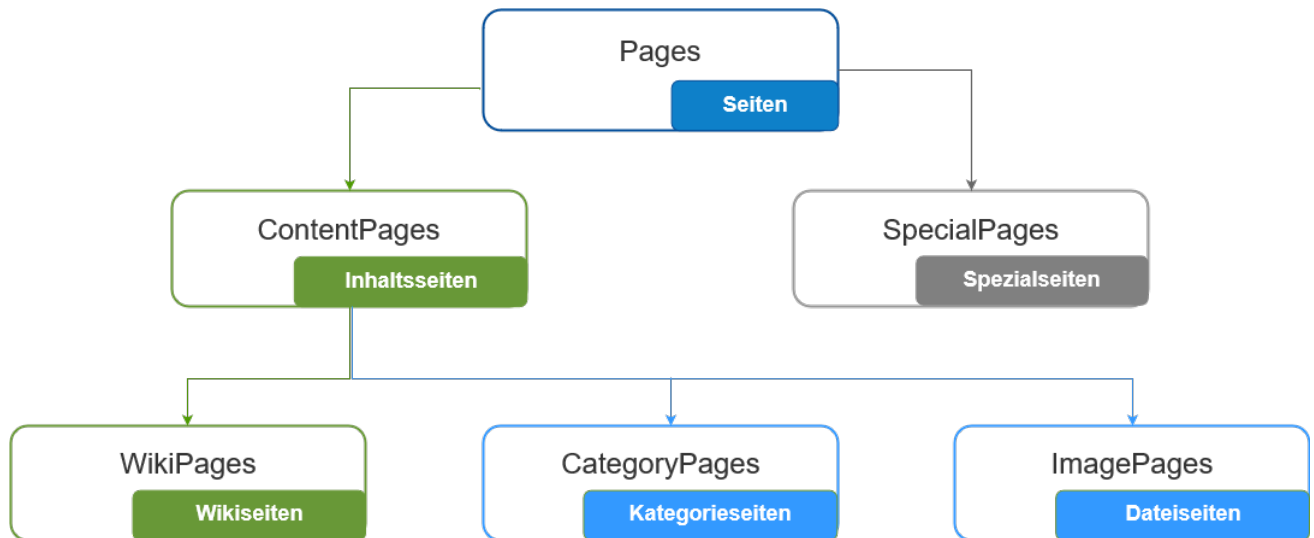 Pages
Seiten
ContentPages
Inhaltsseiten
SpecialPages
Spezialseiten
WikiPages
Wikiseiten
CategoryPages
Kategorieseiten
ImagePages
Dateiseiten